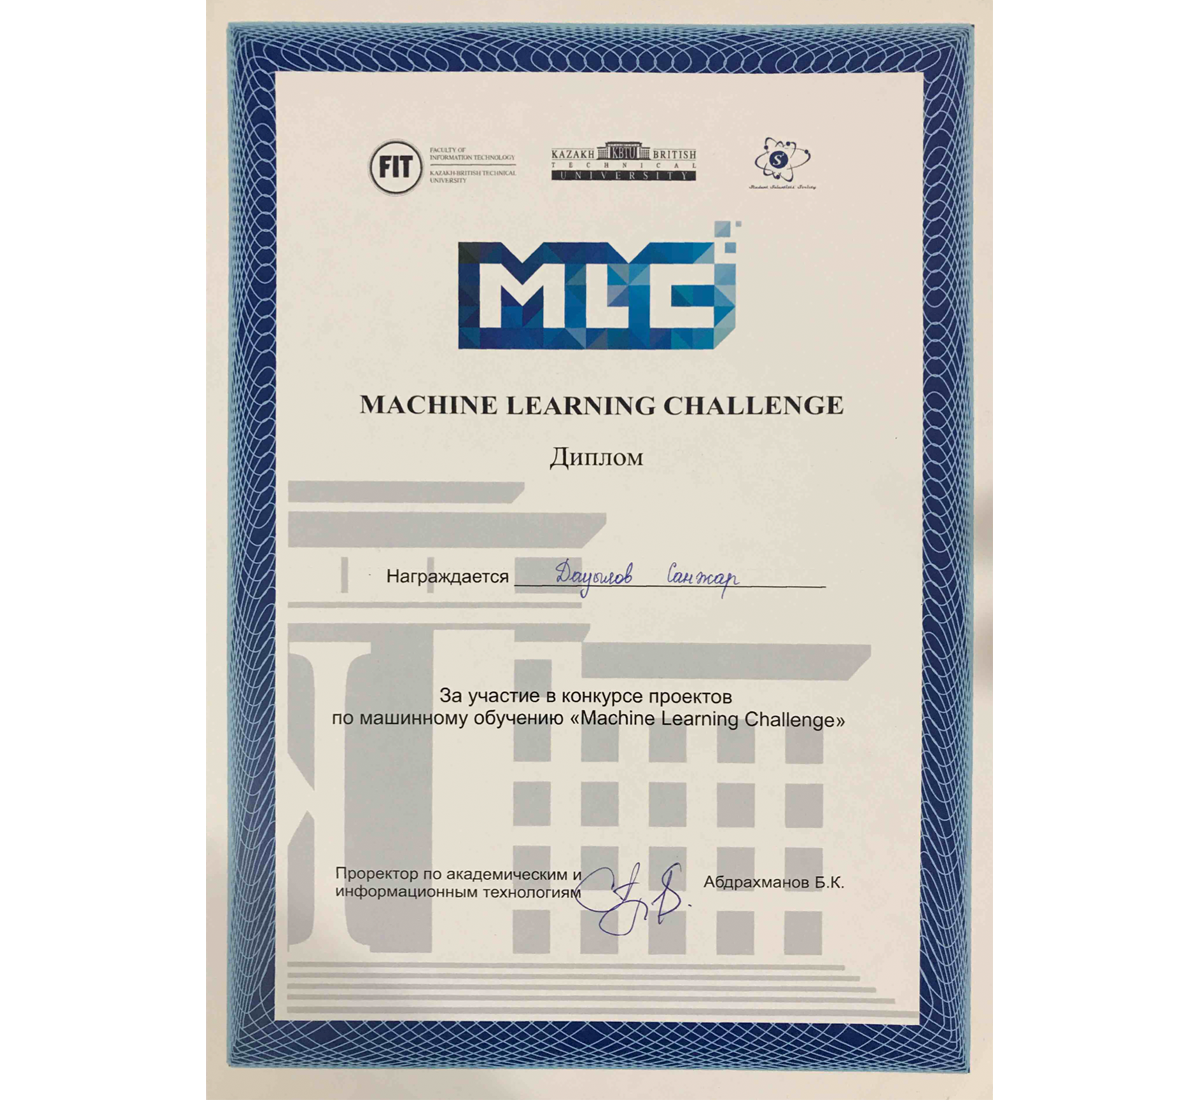 FIT
FACULTY OF
INFORMATION TECHNOLOGY
KAZAKH-BRITISH TECHNICAL
UNIVERSITY
KAZAKH KBTU BRITISH
TECHNICAL
UNIVERSITY
S
Student Scientific Society
MLC
MACHINE LEARNING CHALLENGE
Диплом
Награждается Дауылов Санжар
За участие в конкурсе проектов
по машинному обучению «Machine Learning Challenge»
Проректор по академическим и
информационным технологиям
Абдрахманов Б.К.